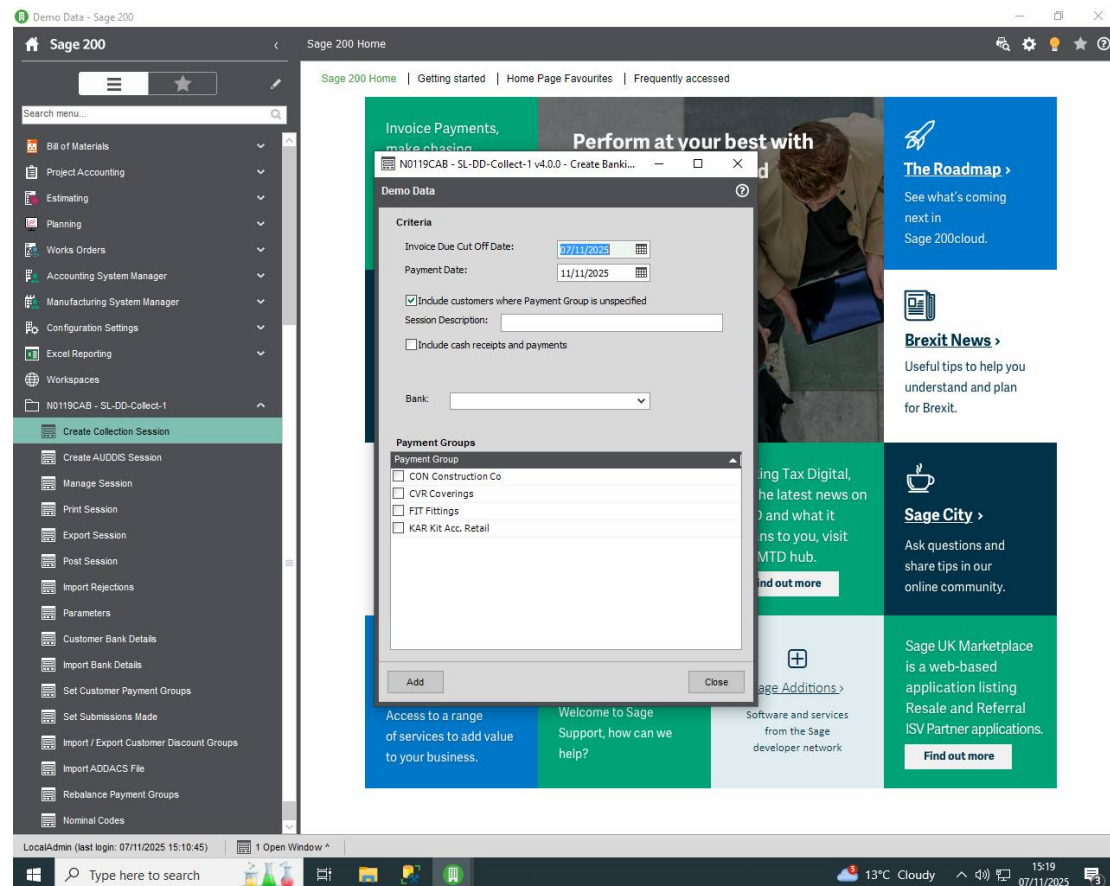 Demo Data - Sage 200
Sage 200
Sage 200 Home
Sage 200 Home | Getting started | Home Page Favourites | Frequently accessed
Search menu...
Bill of Materials
Project Accounting
Estimating
Planning
Works Orders
Accounting System Manager
Manufacturing System Manager
Configuration Settings
Excel Reporting
Workspaces
N0119CAB - SL-DD-Collect-1
Create Collection Session
Create AUDDIS Session
Manage Session
Print Session
Export Session
Post Session
Import Rejections
Parameters
Customer Bank Details
Import Bank Details
Set Customer Payment Groups
Set Submissions Made
Import / Export Customer Discount Groups
Import ADDACS File
Rebalance Payment Groups
Nominal Codes
Invoice Payments,
make chasing
Perform at your best with
d
N0119CAB - SL-DD-Collect-1 v4.0.0 - Create Banki...
Demo Data
Criteria
Invoice Due Cut Off Date: 07/11/2025
Payment Date: 11/11/2025
Include customers where Payment Group is unspecified
Session Description:
Include cash receipts and payments
Bank:
Payment Groups
Payment Group
CON Construction Co
CVR Coverings
FIT Fittings
KAR Kit Acc. Retail
Add
Close
The Roadmap >
See what's coming
next in
Sage 200cloud.
Brexit News >
Useful tips to help you
understand and plan
for Brexit.
ing Tax Digital,
he latest news on
and what it
ns to you, visit
MTD hub.
ind out more
Sage City >
Ask questions and
share tips in our
online community.
Access to a range
of services to add value
to your business.
Welcome to Sage
Support, how can we
help?
age Additions >
Software and services
from the Sage
developer network
Sage UK Marketplace
is a web-based
application listing
Resale and Referral
ISV Partner applications.
Find out more
LocalAdmin (last login: 07/11/2025 15:10:45)
1 Open Window ^
Type here to search
13°C Cloudy
15:19
07/11/2025
3